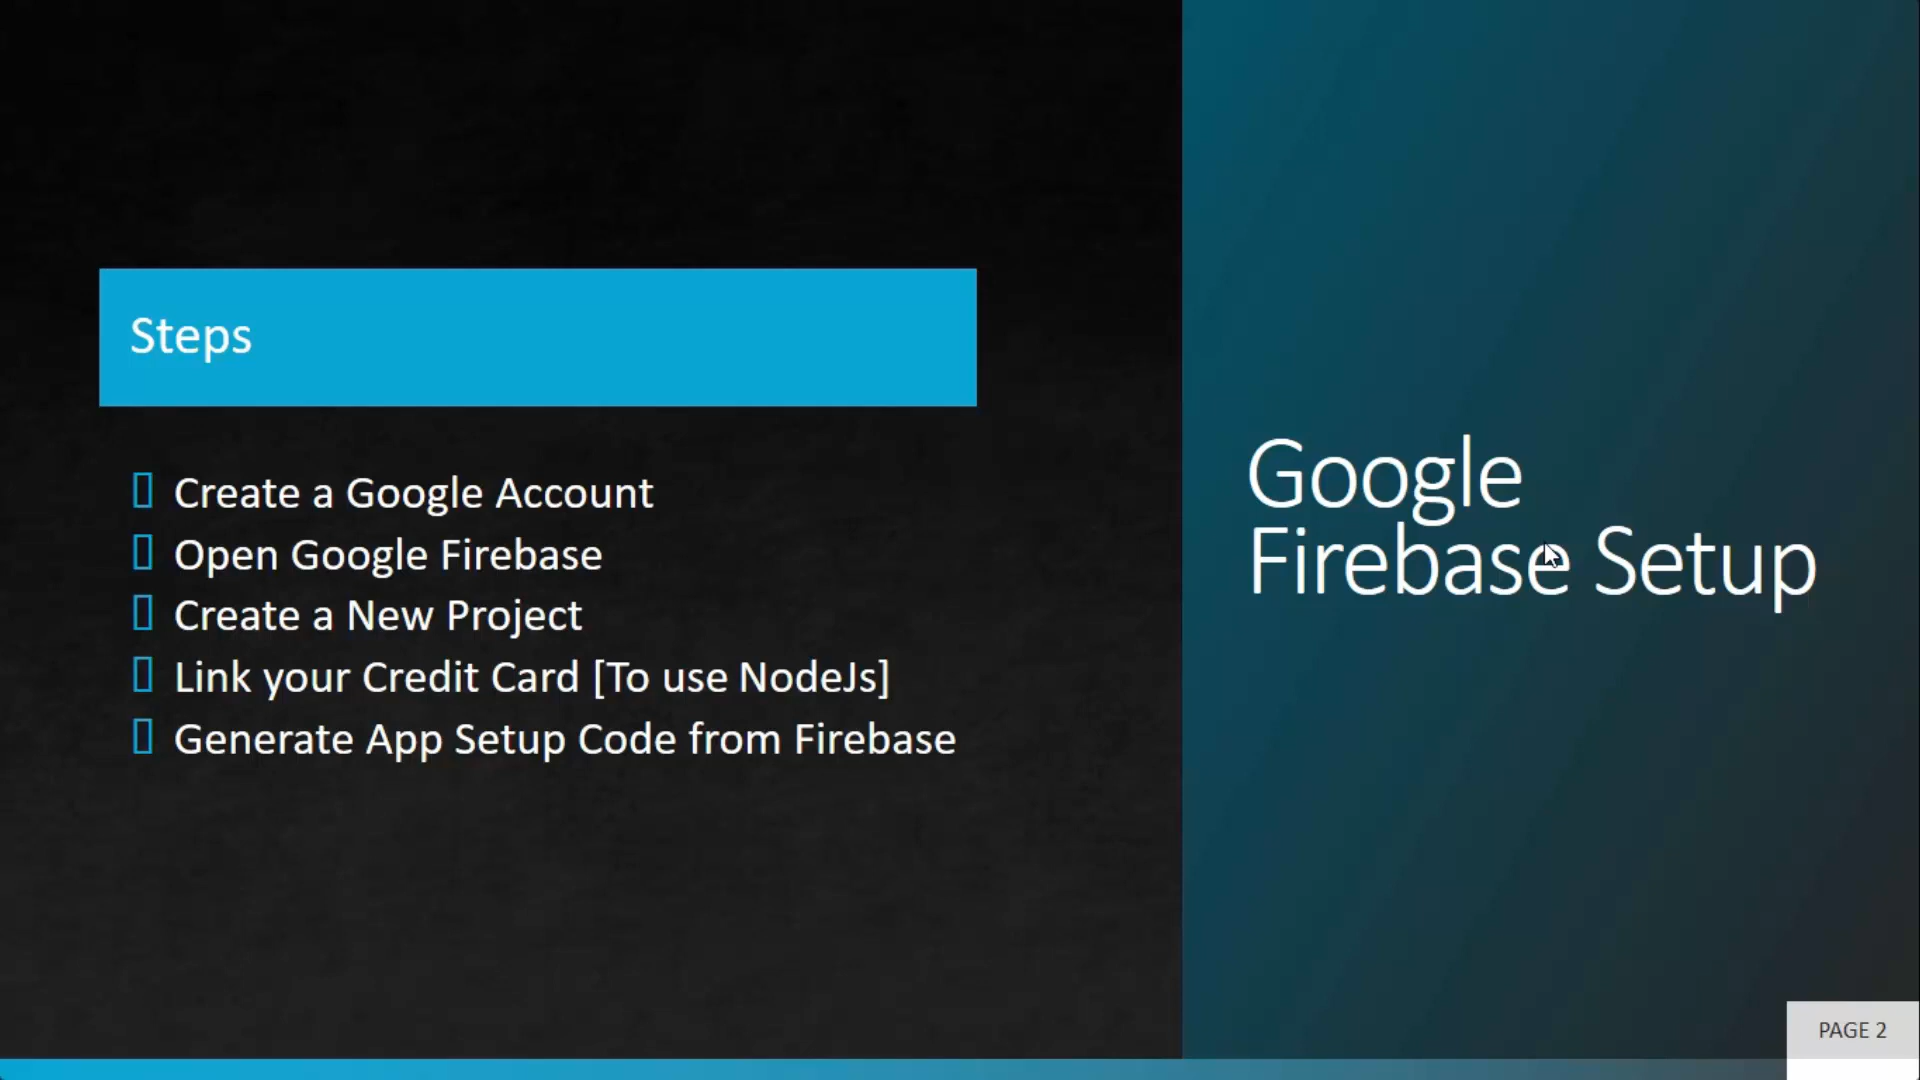 Steps
Create a Google Account
Open Google Firebase
Create a New Project
Link your Credit Card [To use NodeJs]
Generate App Setup Code from Firebase
Google
Firebase Setup
PAGE 2